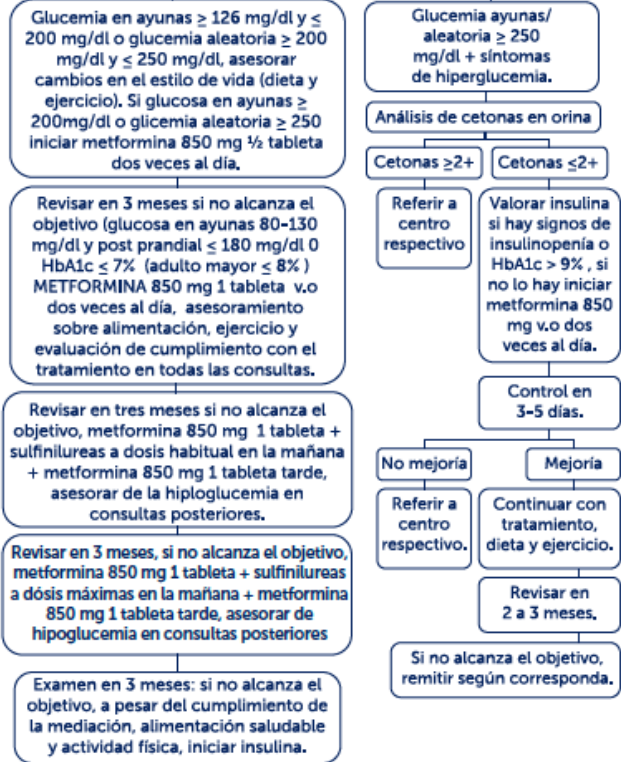 Glucemia en ayunas ≥ 126 mg/dl y ≤
200 mg/dl o glucemia aleatoria ≥ 200
mg/dl y ≤ 250 mg/dl, asesorar
cambios en el estilo de vida (dieta y
ejercicio). Si glucosa en ayunas ≥
200mg/dl o glicemia aleatoria ≥ 250
iniciar metformina 850 mg ½ tableta
dos veces al día.
Revisar en 3 meses si no alcanza el
objetivo (glucosa en ayunas 80-130
mg/dl y post prandial ≤ 180 mg/dl 0
HbA1c ≤ 7% (adulto mayor ≤ 8% )
METFORMINA 850 mg 1 tableta v.o
dos veces al día, asesoramiento
sobre alimentación, ejercicio y
evaluación de cumplimiento con el
tratamiento en todas las consultas.
Revisar en tres meses si no alcanza el
objetivo, metformina 850 mg 1 tableta +
sulfinilureas a dosis habitual en la mañana
+ metformina 850 mg 1 tableta tarde,
asesorar de la hiploglucemia en
consultas posteriores.
Revisar en 3 meses, si no alcanza el objetivo,
metformina 850 mg 1 tableta + sulfinilureas
a dósis máximas en la mañana + metformina
850 mg 1 tableta tarde, asesorar de
hipoglucemia en consultas posteriores
Examen en 3 meses: si no alcanza el
objetivo, a pesar del cumplimiento de
la mediación, alimentación saludable
y actividad física, iniciar insulina.
Glucemia ayunas/
aleatoria ≥ 250
mg/dl + síntomas
de hiperglucemia.
Análisis de cetonas en orina
Cetonas ≥2+
Cetonas ≤2+
Referir a
centro
respectivo
Valorar insulina
si hay signos de
insulinopenía o
HbA1c > 9% , si
no lo hay iniciar
metformina 850
mg v.o dos
veces al día.
Control en
3-5 días.
No mejoría
Mejoría
Referir a
centro
respectivo.
Continuar con
tratamiento,
dieta y ejercicio.
Revisar en
2 a 3 meses.
Si no alcanza el objetivo,
remitir según corresponda.